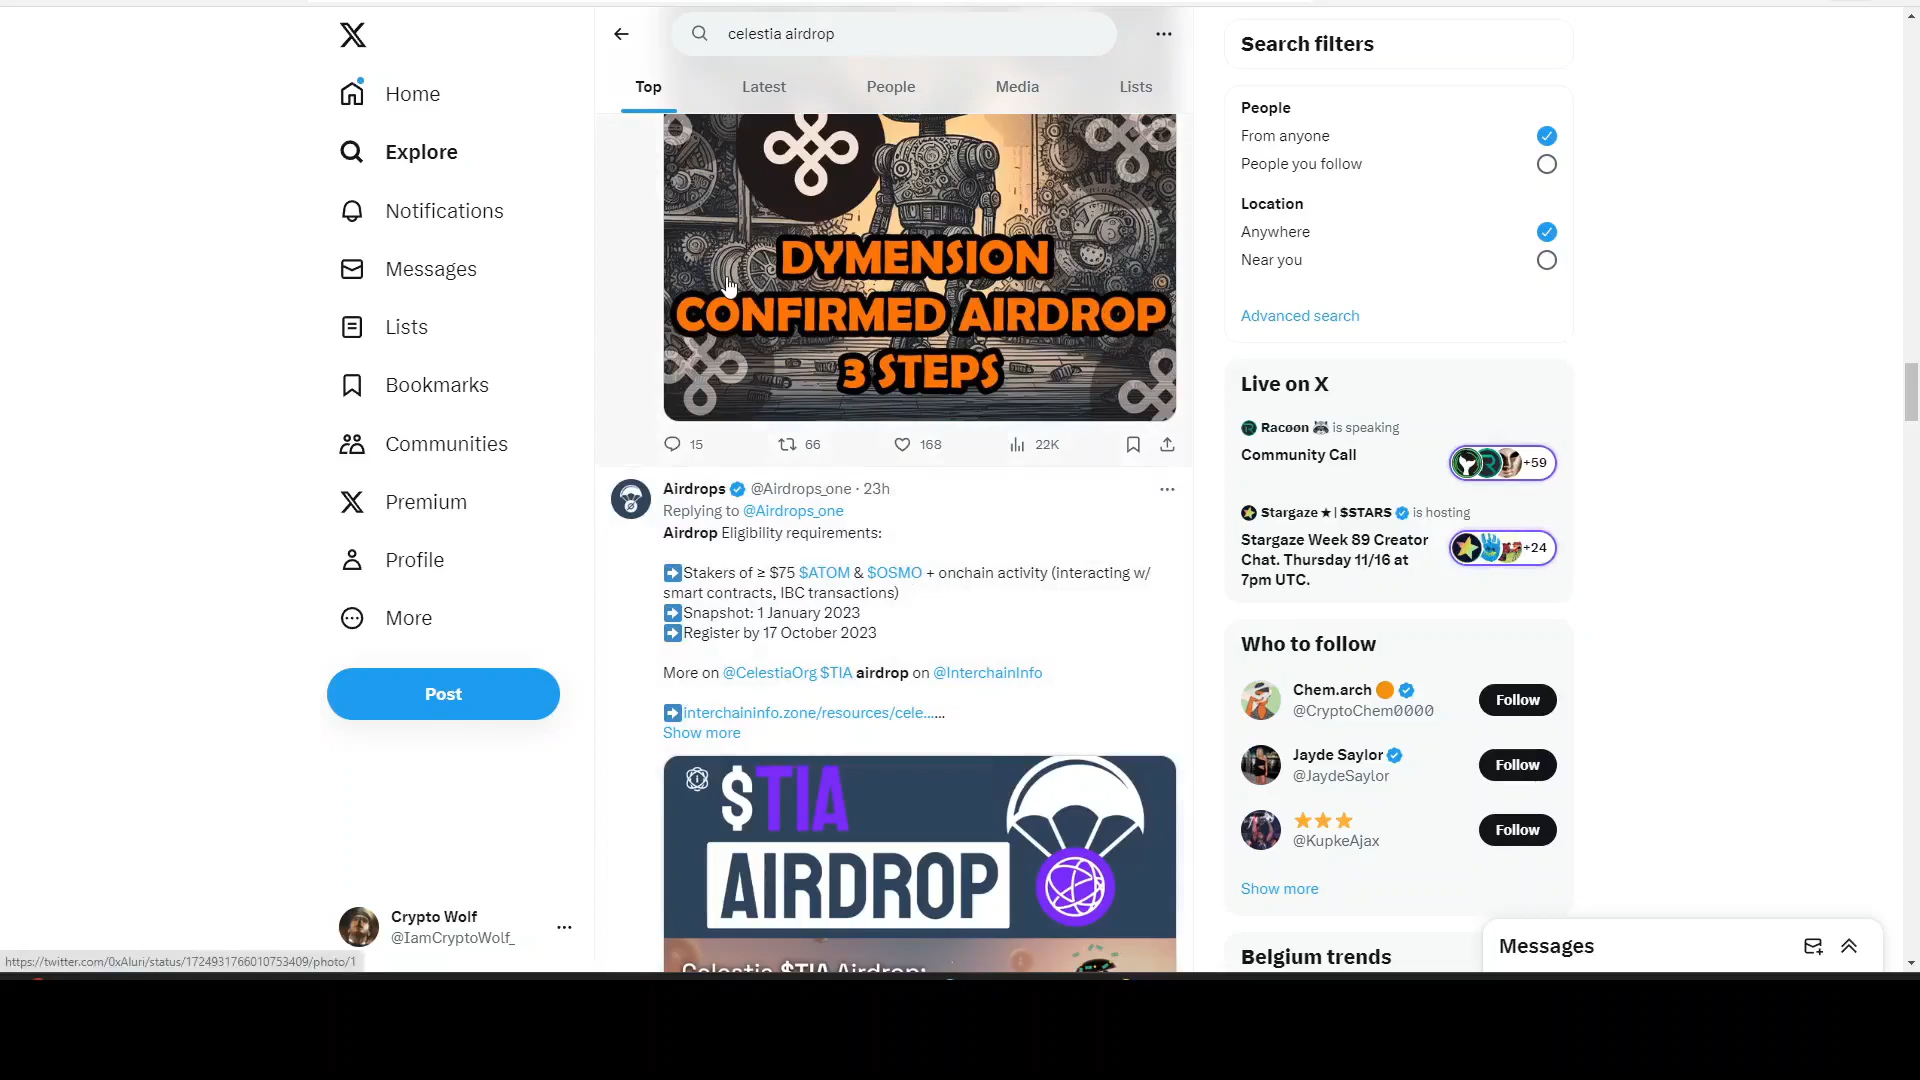 Home
Explore
Notifications
Messages
Lists
Bookmarks
Communities
Premium
Profile
More
Post
Crypto Wolf
@IamCryptoWolf_
https://twitter.com/0xAluri/status/1724931766010753409/photo/1
celestia airdrop
Top Latest People Media Lists
DYMENSION
CONFIRMED AIRDROP
3 STEPS
15 66 168 22K
Airdrops @Airdrops_one · 23h
Replying to @Airdrops_one
Airdrop Eligibility requirements:
➡Stakers of ≥ $75 $ATOM & $OSMO + onchain activity (interacting w/
smart contracts, IBC transactions)
➡Snapshot: 1 January 2023
➡Register by 17 October 2023
More on @CelestiaOrg $TIA airdrop on @InterchainInfo
➡interchaininfo.zone/resources/cele……
Show more
$TIA
AIRDROP
Celestia $TIA Airdrop:
Search filters
People
From anyone
People you follow
Location
Anywhere
Near you
Advanced search
Live on X
Racoon 🦝 is speaking
Community Call
+59
Stargaze ★ | $STARS is hosting
Stargaze Week 89 Creator
Chat. Thursday 11/16 at
7pm UTC.
+24
Who to follow
Chem.arch 🟠
@CryptoChem0000
Follow
Jayde Saylor
@JaydeSaylor
Follow
⭐⭐⭐
@KupkeAjax
Follow
Show more
Belgium trends
Messages